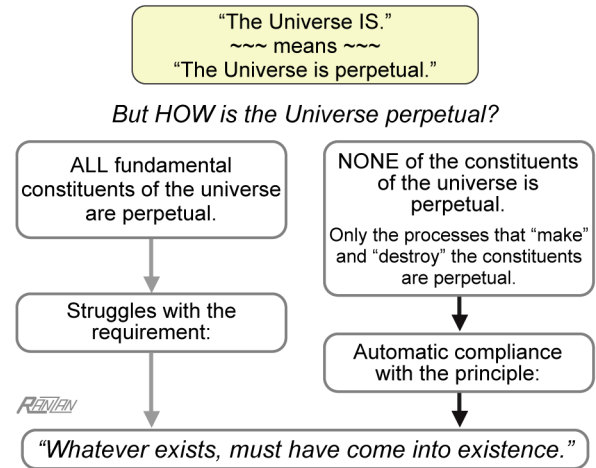 “The Universe IS.”
~~~ means ~~~
“The Universe is perpetual.”
But HOW is the Universe perpetual?
ALL fundamental
constituents of the universe
are perpetual.
NONE of the constituents
of the universe is
perpetual.
Only the processes that “make”
and “destroy” the constituents
are perpetual.
Struggles with the
requirement:
Automatic compliance
with the principle:
RANZAN
“Whatever exists, must have come into existence.”